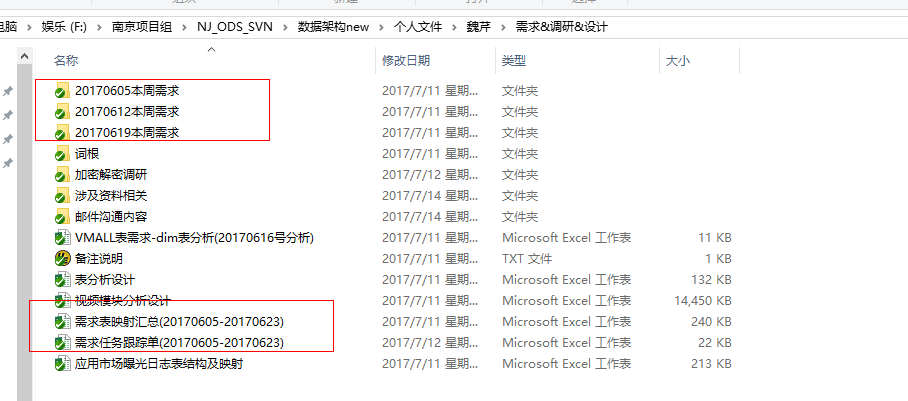 电脑 > 娱乐 (F:) > 南京项目组 > NJ_ODS_SVN > 数据架构new > 个人文件 > 魏芹 > 需求&调研&设计
名称 修改日期 类型 大小
20170605本周需求 2017/7/11 星期... 文件夹
20170612本周需求 2017/7/11 星期... 文件夹
20170619本周需求 2017/7/11 星期... 文件夹
词根 2017/7/11 星期... 文件夹
加密解密调研 2017/7/12 星期... 文件夹
涉及资料相关 2017/7/14 星期... 文件夹
邮件沟通内容 2017/7/14 星期... 文件夹
VMALL表需求-dim表分析(20170616号分析) 2017/7/11 星期... Microsoft Excel 工作表 11 KB
备注说明 2017/7/11 星期... TXT 文件 1 KB
表分析设计 2017/7/11 星期... Microsoft Excel 工作表 132 KB
视频模块分析设计 2017/7/11 星期... Microsoft Excel 工作表 14,450 KB
需求表映射汇总(20170605-20170623) 2017/7/11 星期... Microsoft Excel 工作表 240 KB
需求任务跟踪单(20170605-20170623) 2017/7/12 星期... Microsoft Excel 工作表 22 KB
应用市场曝光日志表结构及映射 2017/7/11 星期... Microsoft Excel 工作表 213 KB